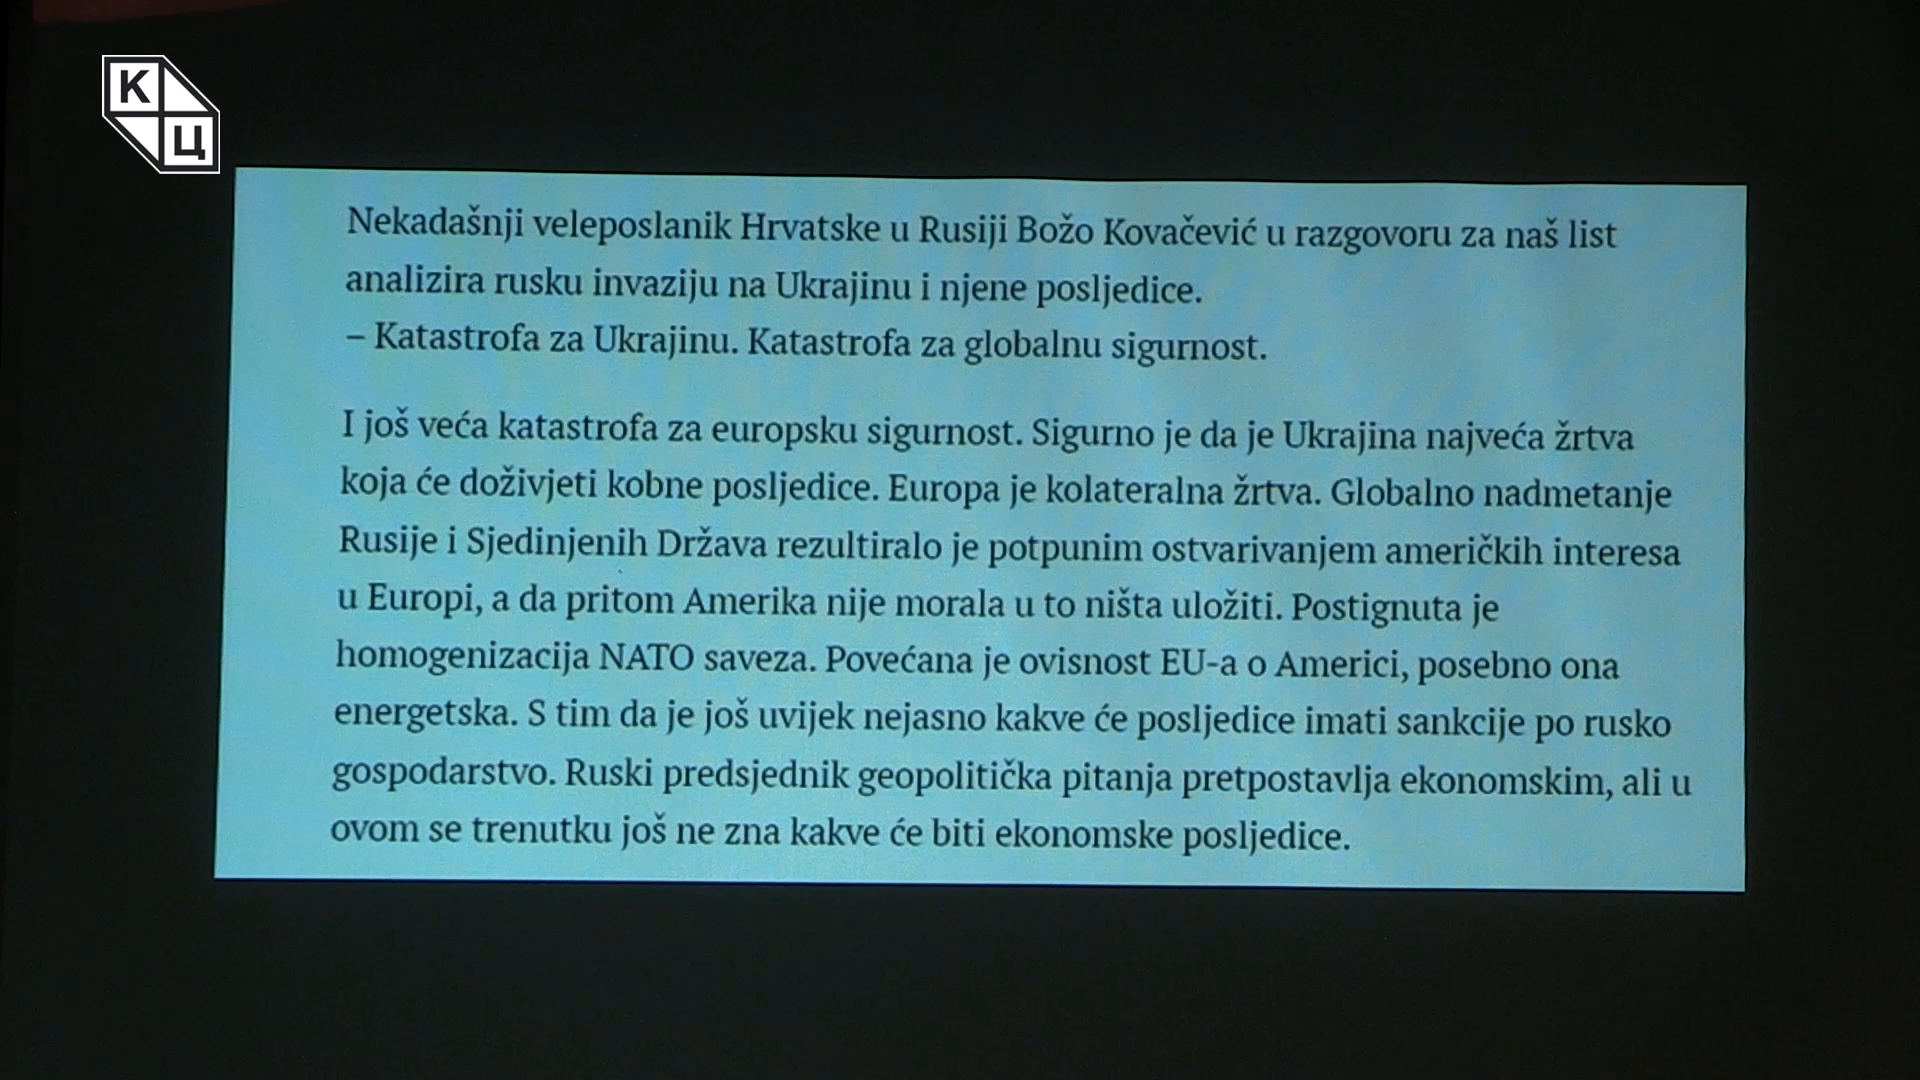 К
Ц
Nekadašnji veleposlanik Hrvatske u Rusiji Božo Kovačević u razgovoru za naš list
analizira rusku invaziju na Ukrajinu i njene posljedice.
– Katastrofa za Ukrajinu. Katastrofa za globalnu sigurnost.
I još veća katastrofa za europsku sigurnost. Sigurno je da je Ukrajina najveća žrtva
koja će doživjeti kobne posljedice. Europa je kolateralna žrtva. Globalno nadmetanje
Rusije i Sjedinjenih Država rezultiralo je potpunim ostvarivanjem američkih interesa
u Europi, a da pritom Amerika nije morala u to ništa uložiti. Postignuta je
homogenizacija NATO saveza. Povećana je ovisnost EU-a o Americi, posebno ona
energetska. S tim da je još uvijek nejasno kakve će posljedice imati sankcije po rusko
gospodarstvo. Ruski predsjednik geopolitička pitanja pretpostavlja ekonomskim, ali u
ovom se trenutku još ne zna kakve će biti ekonomske posljedice.